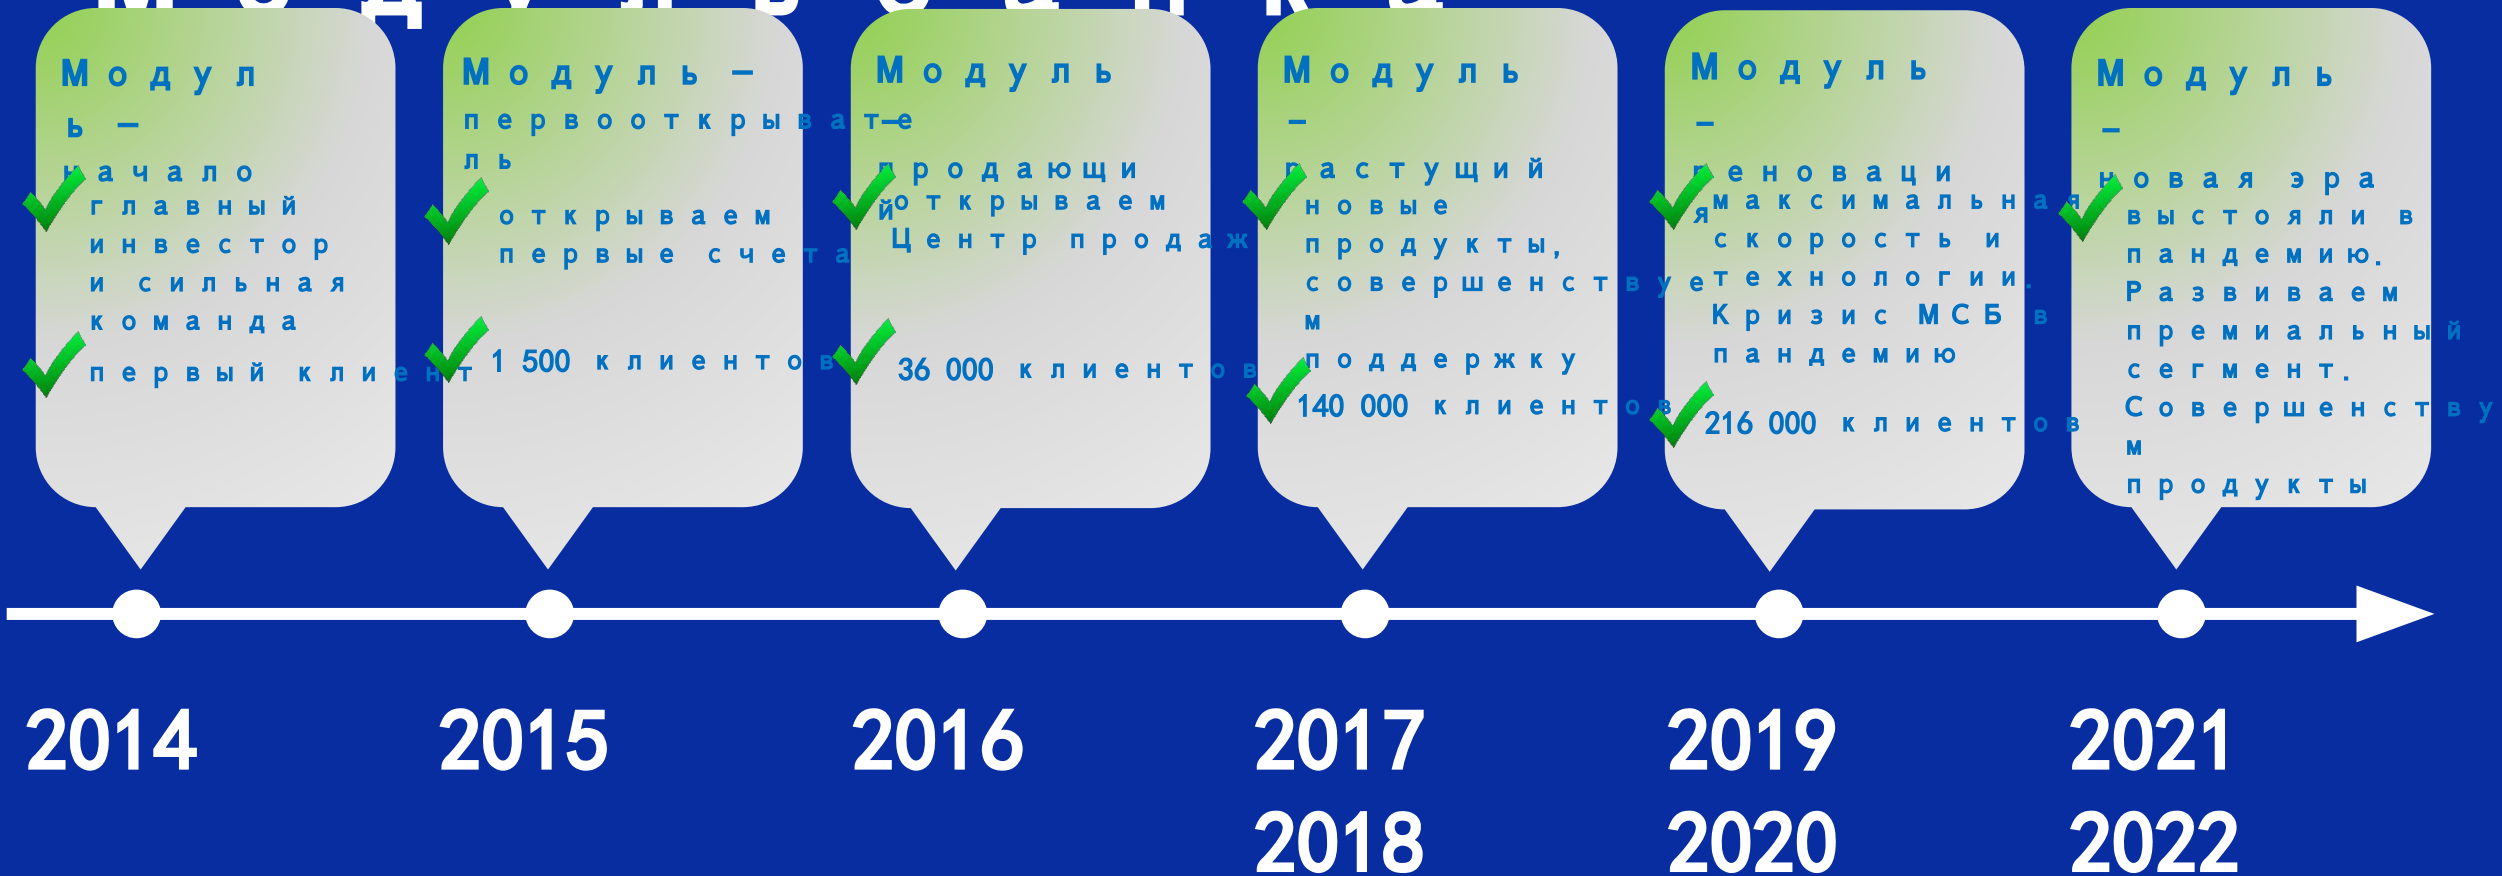 Модул
ь –
начало
главный
инвестор
и сильная
команда
первый клиент
Модуль –
первооткрывате
ль
открываем
первые счета
1 500 клиентов
Модуль
–
продающи
й
открываем
Центр продаж
36 000 клиентов
Модуль
–
растущий
новые
продукты,
совершенствуе
м
поддержку
140 000 клиентов
Модуль
–
реноваци
я
максимальная
скорость и
технологии.
Кризис МСБ в
пандемию
216 000 клиентов
Модуль
–
новая эра
выстояли в
пандемию.
Развиваем
премиальный
сегмент.
Совершенству
м
продукты
2014
2015
2016
2017
2018
2019
2020
2021
2022